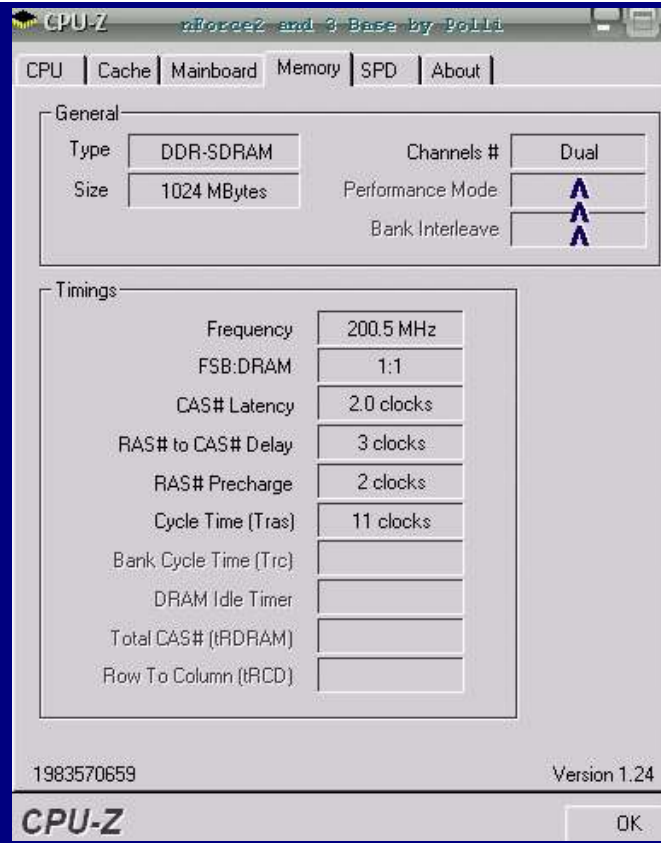 CPU-Z nForce2 and 3 Base by Polli
CPU Cache Mainboard Memory SPD About
General
Type DDR-SDRAM Channels # Dual
Size 1024 MBytes Performance Mode
Bank Interleave
Timings
Frequency 200.5 MHz
FSB:DRAM 1:1
CAS# Latency 2.0 clocks
RAS# to CAS# Delay 3 clocks
RAS# Precharge 2 clocks
Cycle Time (Tras) 11 clocks
Bank Cycle Time (Trc)
DRAM Idle Timer
Total CAS# (tRDRAM)
Row To Column (tRCD)
1983570659 Version 1.24
CPU-Z OK